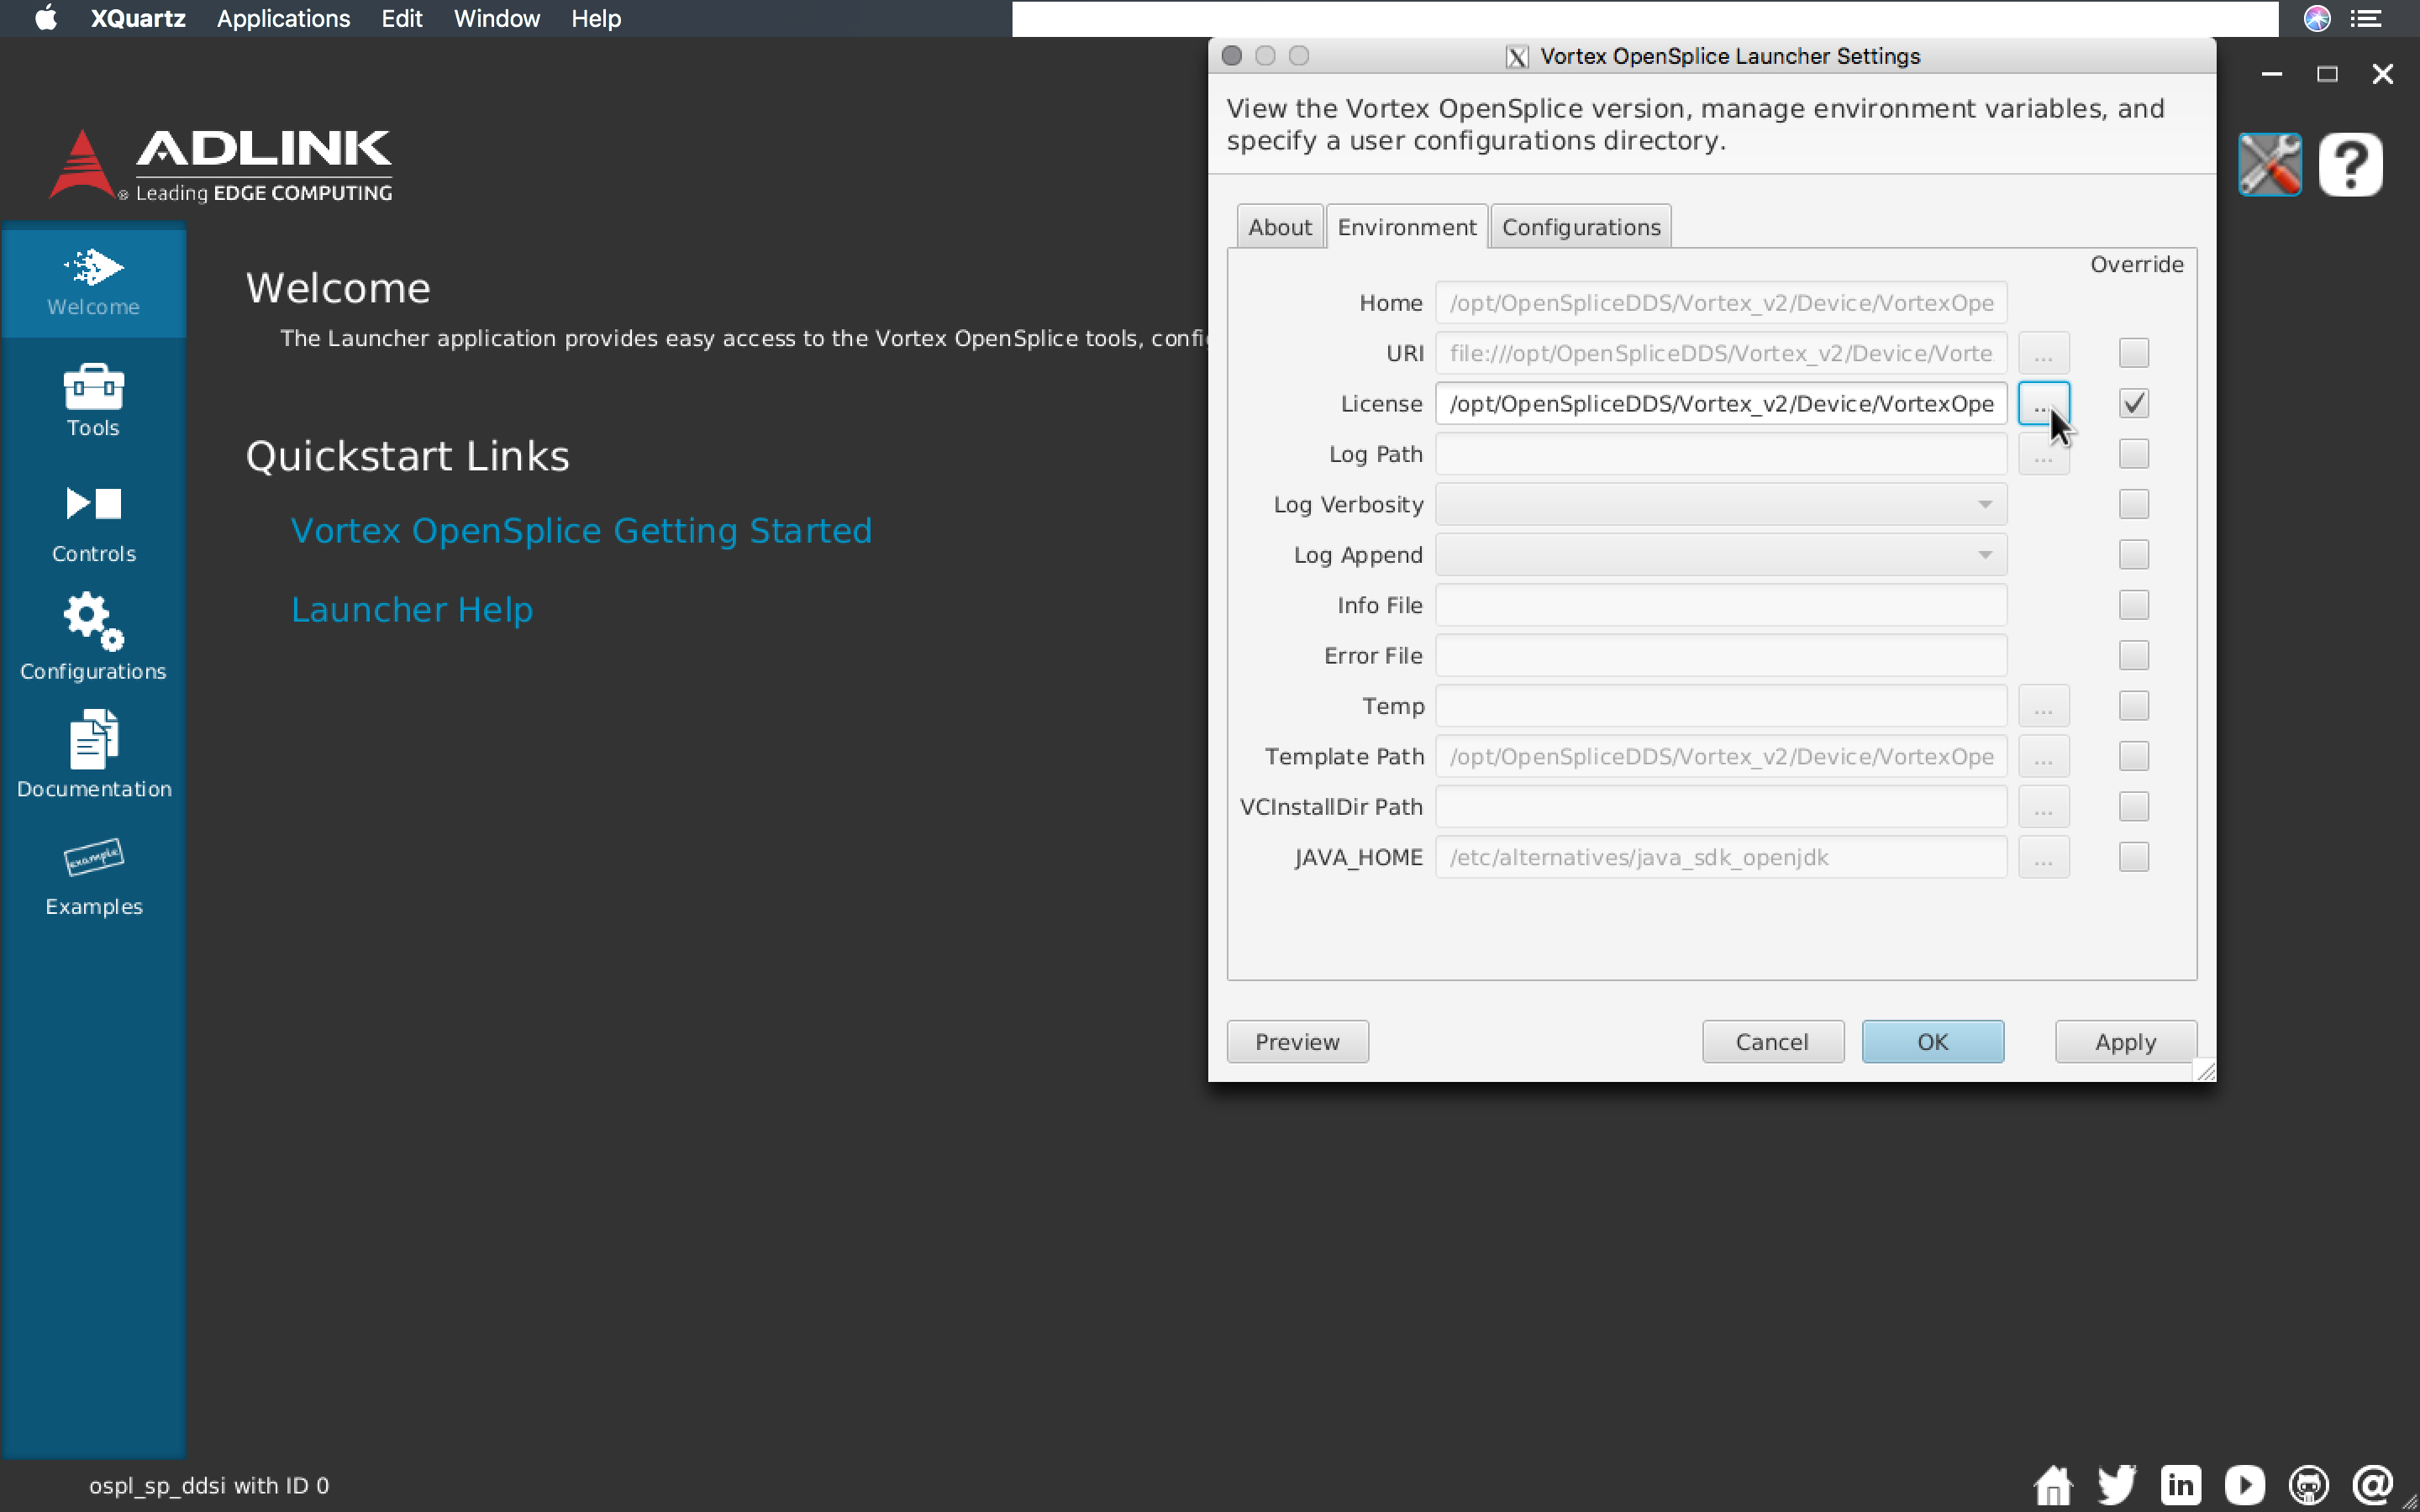 XQuartz Applications Edit Window Help
Vortex OpenSplice Launcher Settings
View the Vortex OpenSplice version, manage environment variables, and
specify a user configurations directory.
ADLINK
Leading EDGE COMPUTING
About Environment Configurations
Override
Home /opt/OpenSpliceDDS/Vortex_v2/Device/VortexOpe
URI file:///opt/OpenSpliceDDS/Vortex_v2/Device/Vorte
License /opt/OpenSpliceDDS/Vortex_v2/Device/VortexOpe ...
Log Path ...
Log Verbosity
Log Append
Info File
Error File
Temp ...
Template Path /opt/OpenSpliceDDS/Vortex_v2/Device/VortexOpe ...
VCInstallDir Path ...
JAVA_HOME /etc/alternatives/java_sdk_openjdk ...
Preview Cancel OK Apply
Welcome
Tools
Controls
Configurations
Documentation
example
Examples
Welcome
The Launcher application provides easy access to the Vortex OpenSplice tools, confi
Quickstart Links
Vortex OpenSplice Getting Started
Launcher Help
ospl_sp_ddsi with ID 0
in